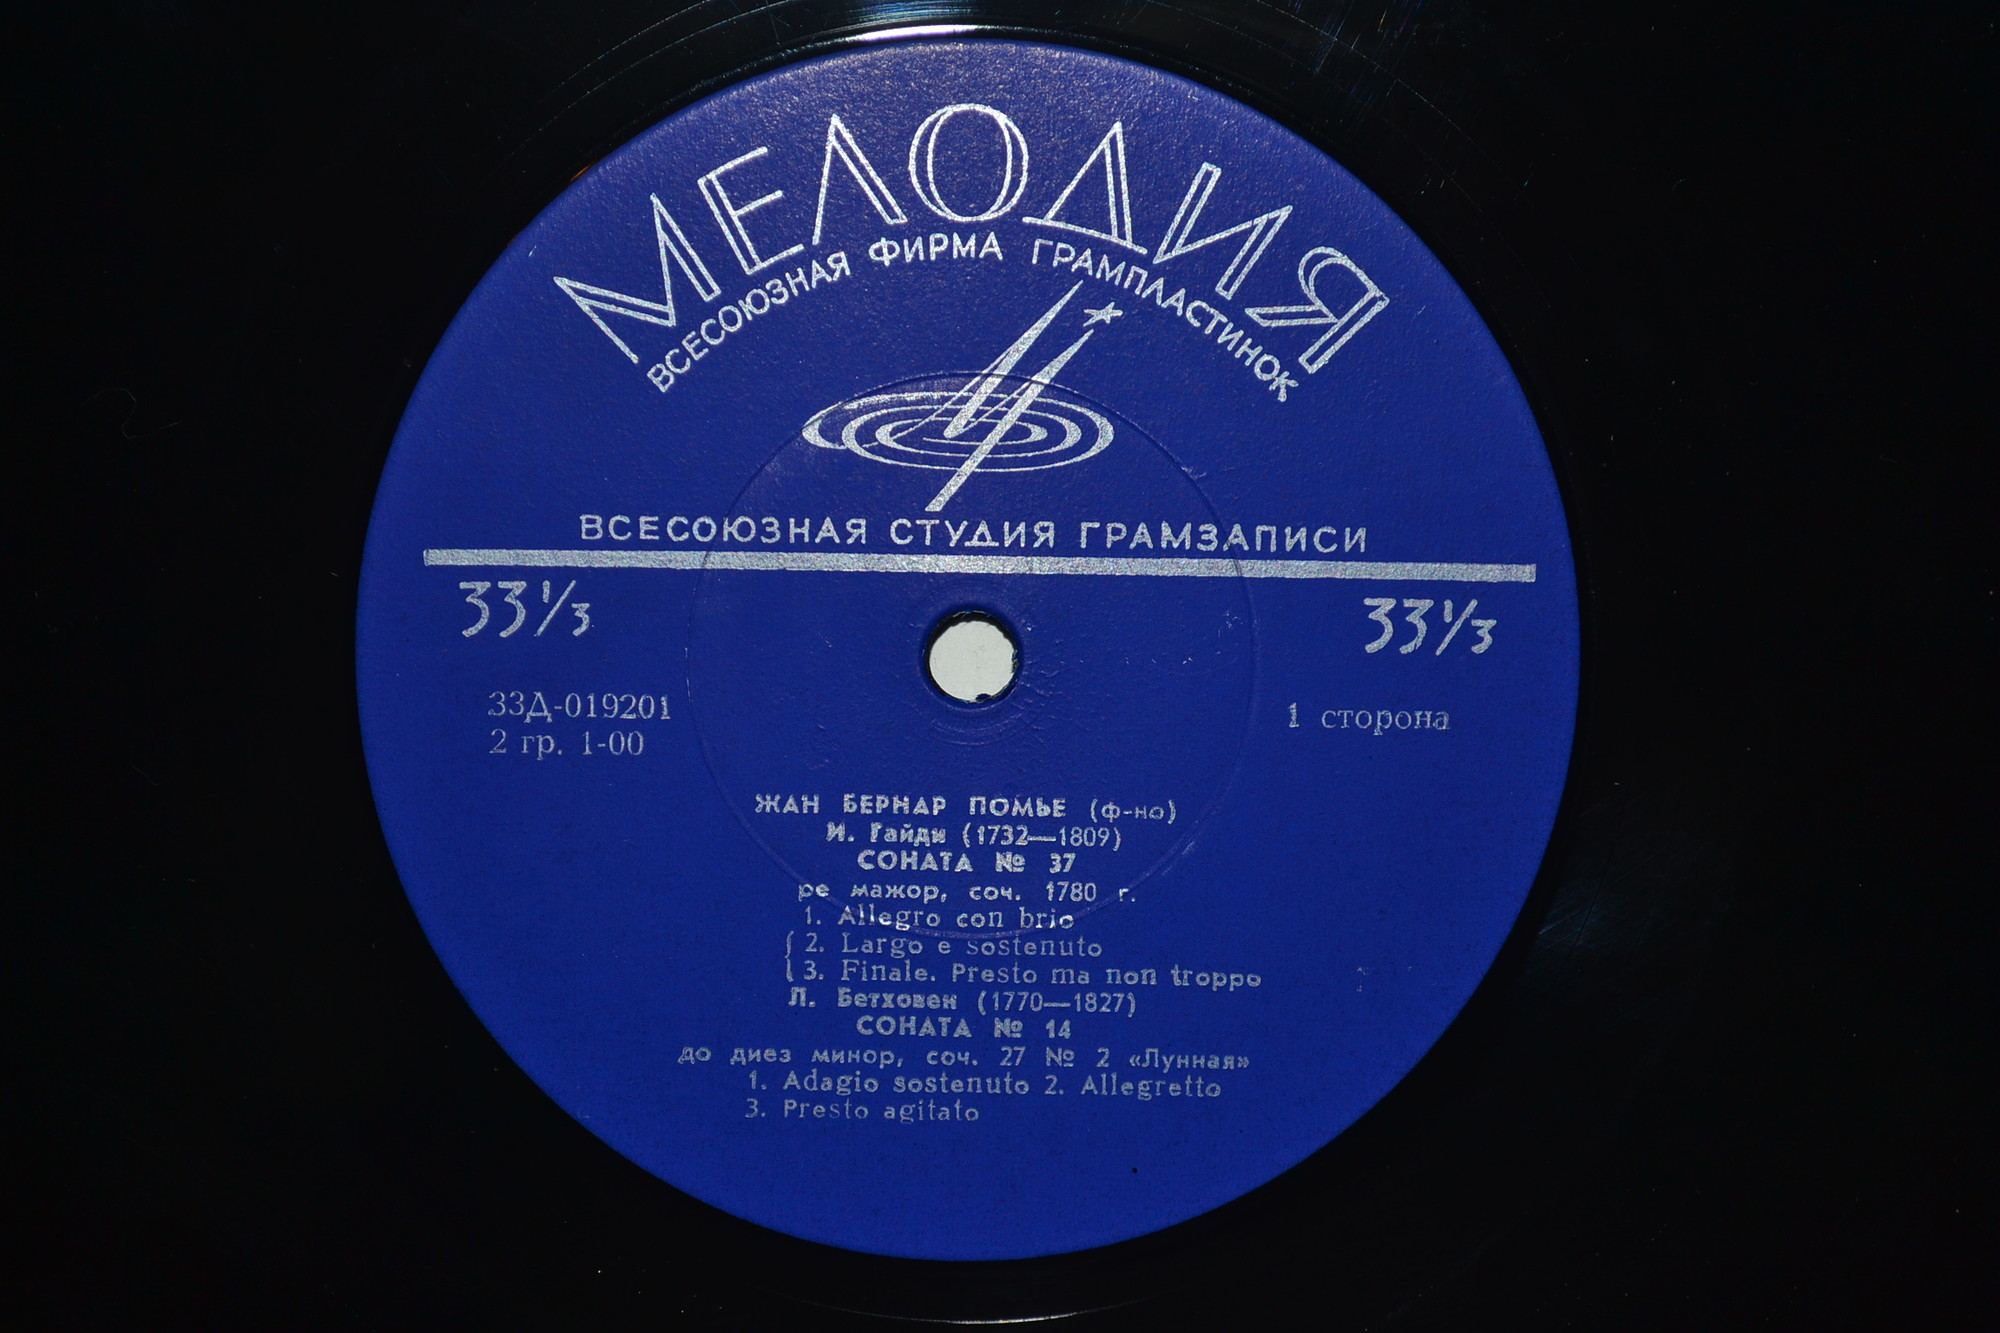 МЕЛОДИЯ
ВСЕСОЮЗНАЯ ФИРМА ГРАМПЛАСТИНОК
ВСЕСОЮЗНАЯ СТУДИЯ ГРАМЗАПИСИ
33⅓ 33⅓
33Д-019201 1 сторона
2 гр. 1-00
ЖАН БЕРНАР ПОМЬЕ (ф-но)
И. Гайдн (1732—1809)
СОНАТА № 37
ре мажор, соч. 1780 г.
1. Allegro con brio
2. Largo e sostenuto
3. Finale. Presto ma non troppo
Л. Бетховен (1770—1827)
СОНАТА № 14
до диез минор, соч. 27 № 2 «Лунная»
1. Adagio sostenuto 2. Allegretto
3. Presto agitato